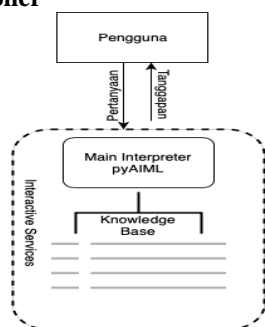 Pengguna
Pertanyaan
Tanggapan
Main Interpreter
pyAIML
Interactive Services
Knowledge
Base